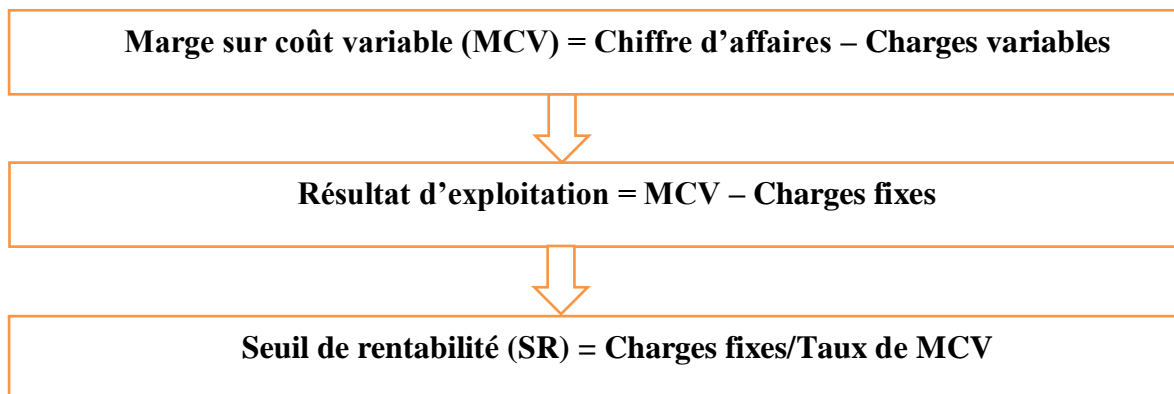 Marge sur coût variable (MCV) = Chiffre d’affaires – Charges variables
Résultat d’exploitation = MCV – Charges fixes
Seuil de rentabilité (SR) = Charges fixes/Taux de MCV